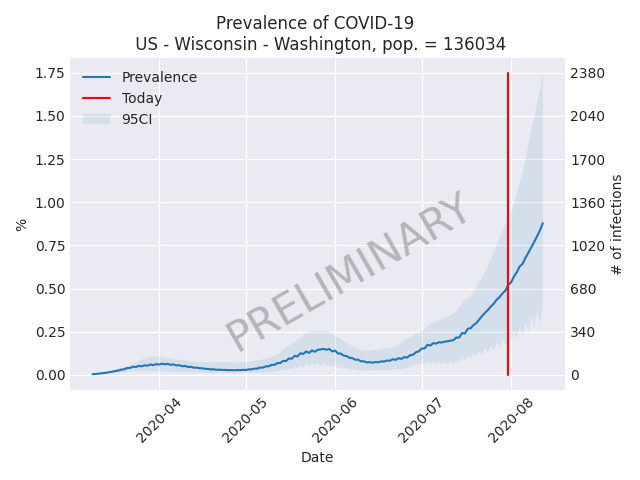 Prevalence of COVID-19
US - Wisconsin - Washington, pop. = 136034
Prevalence
Today
95CI
PRELIMINARY
1.75
1.50
1.25
1.00
0.75
0.50
0.25
0.00
%
2380
2040
1700
1360
1020
680
340
0
# of infections
2020-04
2020-05
2020-06
2020-07
2020-08
Date